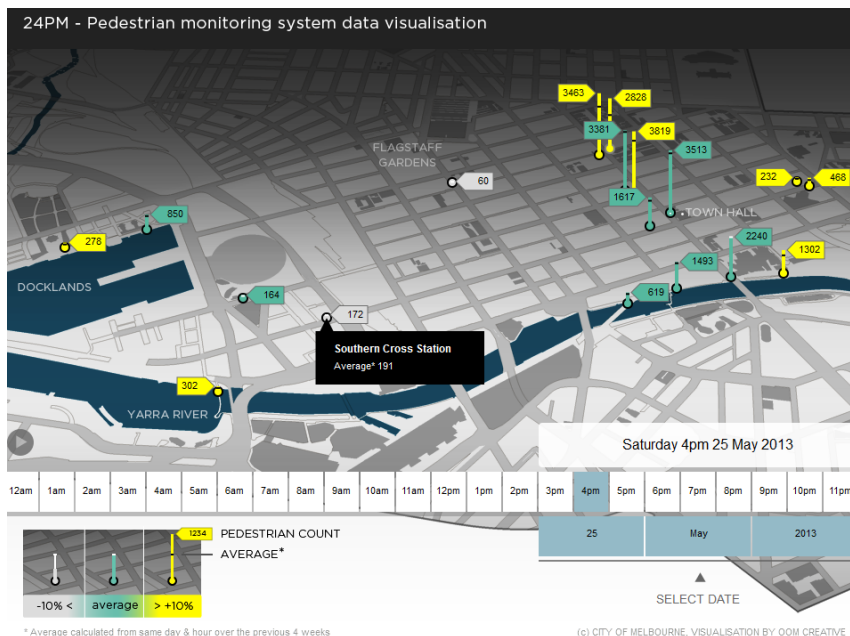 24PM - Pedestrian monitoring system data visualisation
3463
2828
3381
3819
FLAGSTAFF
GARDENS
3513
60
232
468
1617
TOWN HALL
850
278
2240
1302
DOCKLANDS
1493
164
619
172
Southern Cross Station
Average* 191
302
YARRA RIVER
Saturday 4pm 25 May 2013
12am 1am 2am 3am 4am 5am 6am 7am 8am 9am 10am 11am 12pm 1pm 2pm 3pm 4pm 5pm 6pm 7pm 8pm 9pm 10pm 11pm
25 May 2013
1234 PEDESTRIAN COUNT
AVERAGE*
-10% < average > +10%
SELECT DATE
* Average calculated from same day & hour over the previous 4 weeks
(c) CITY OF MELBOURNE. VISUALISATION BY OOM CREATIVE